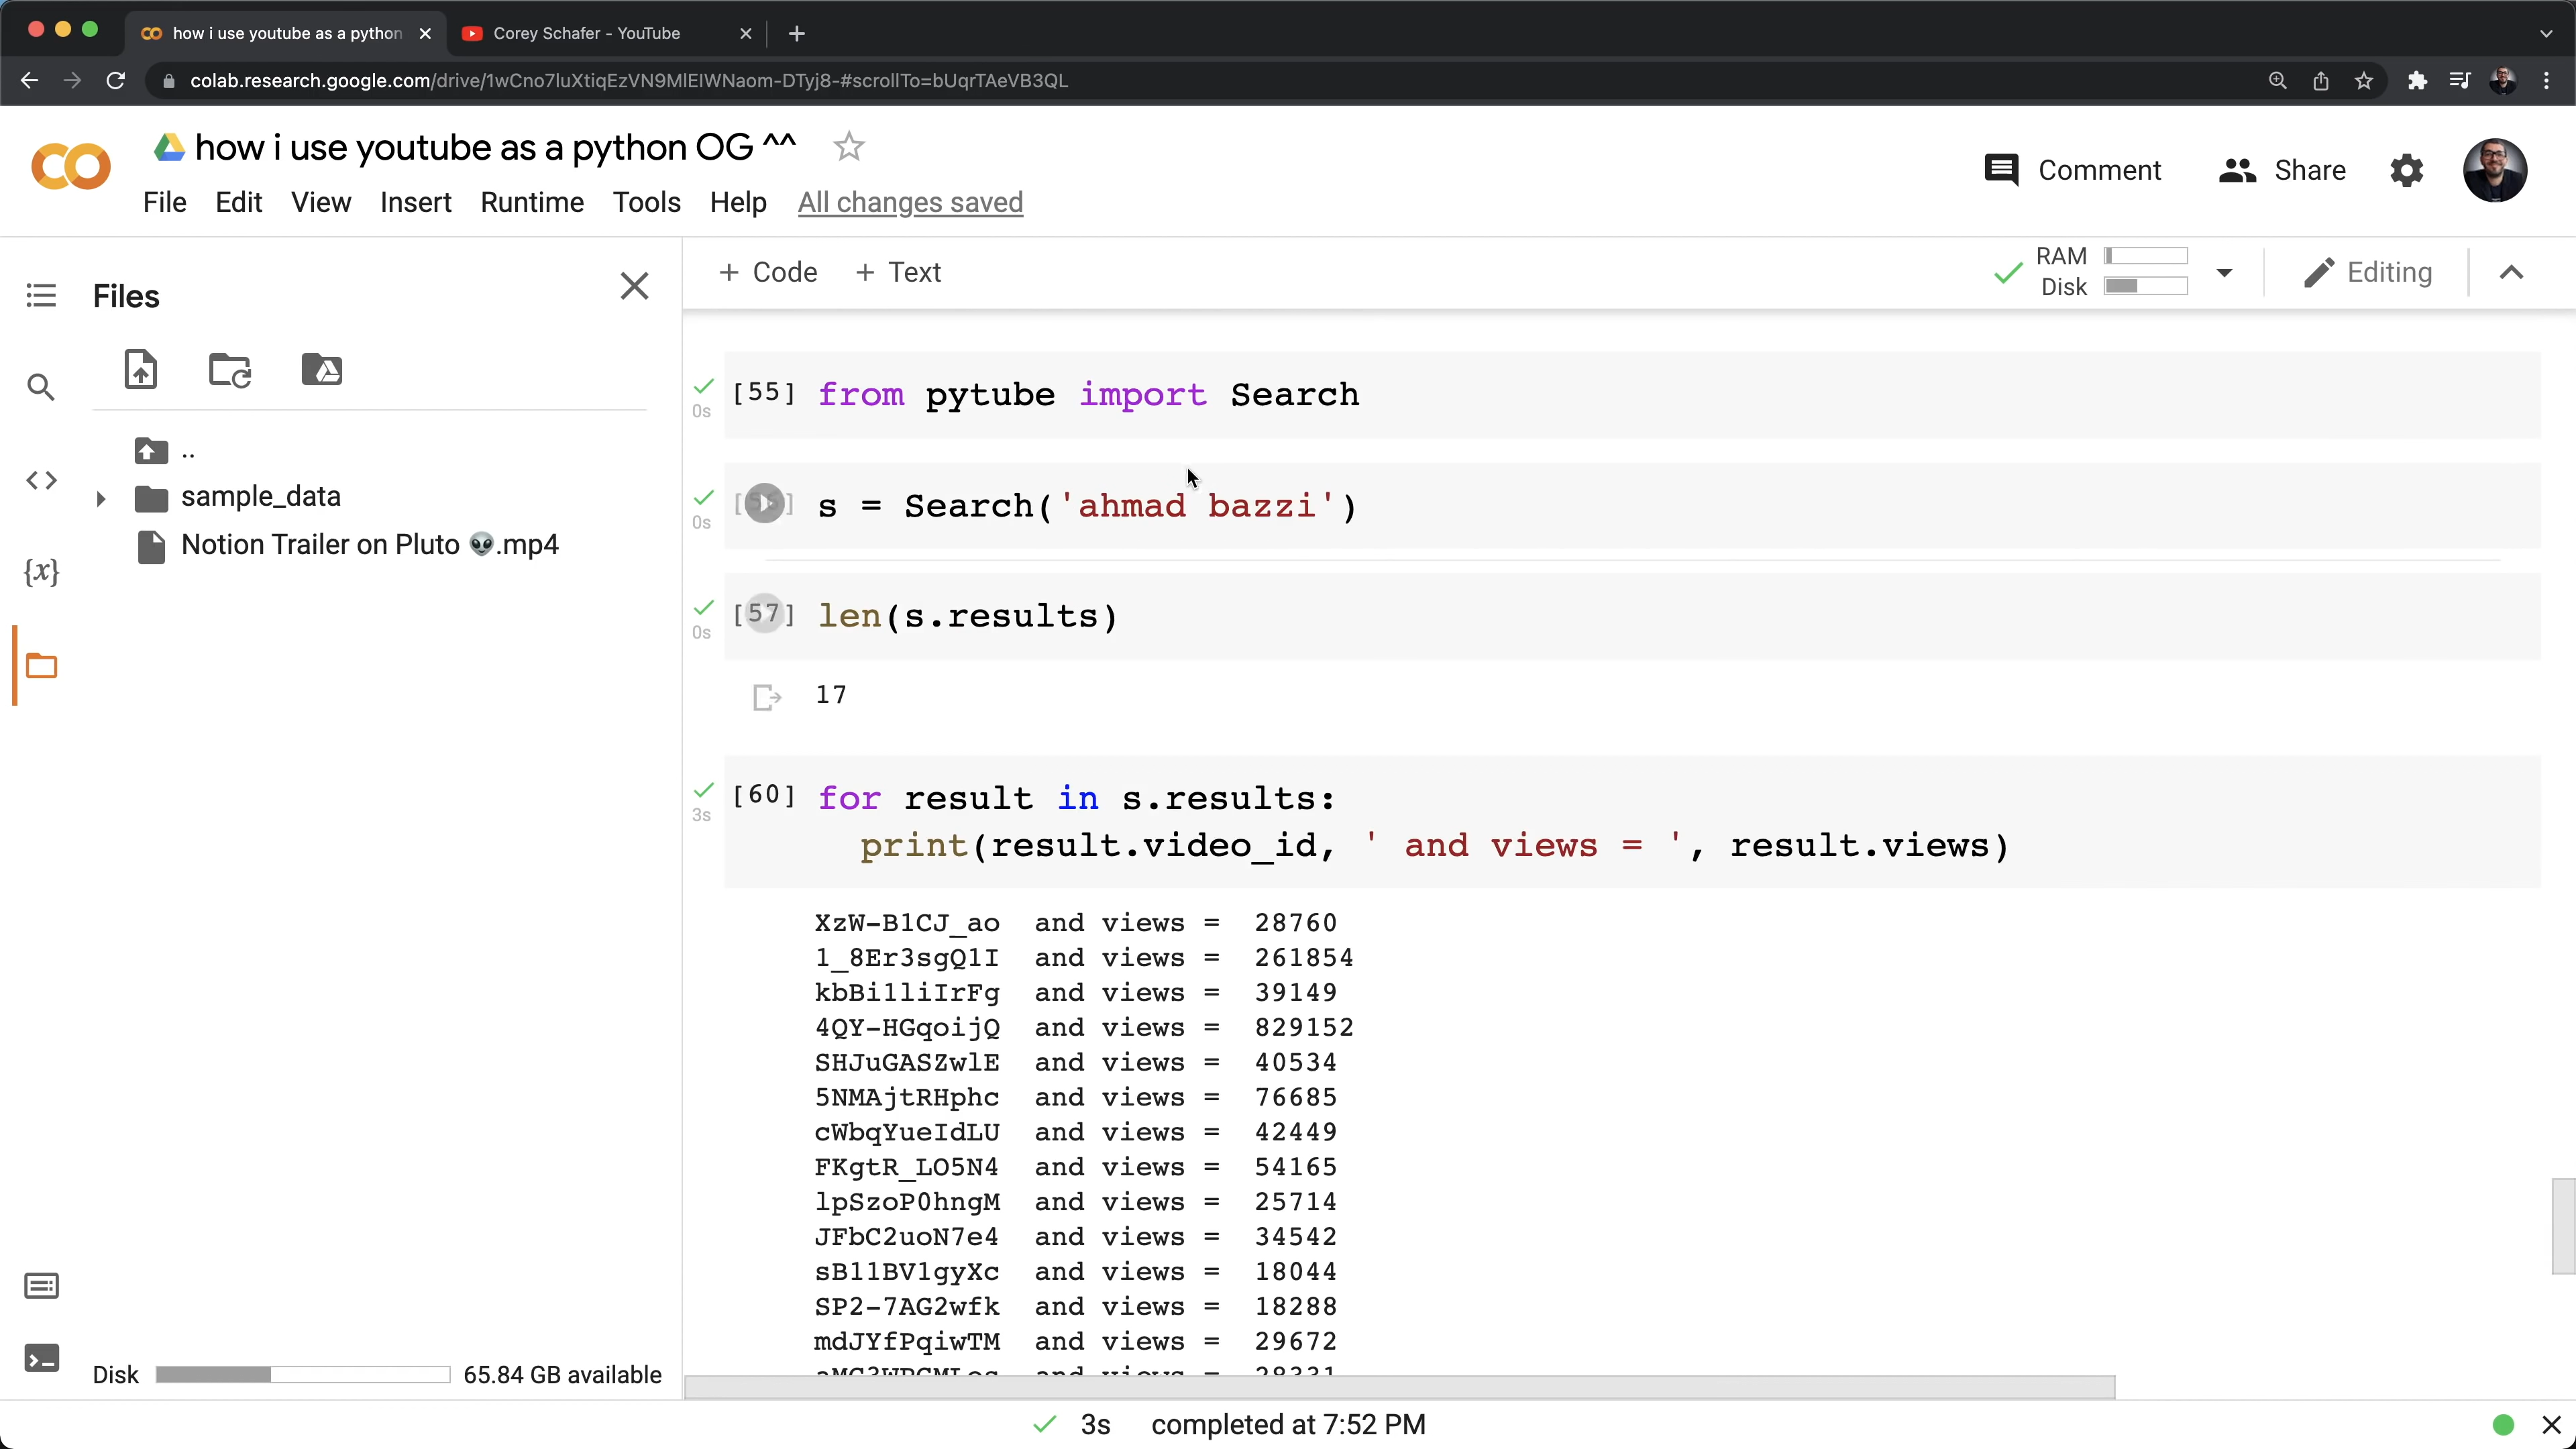 how i use youtube as a python
Corey Schafer - YouTube
colab.research.google.com/drive/1wCno7luXtiqEzVN9MlElWNaom-DTyj8-#scrollTo=bUqrTAeVB3QL
how i use youtube as a python OG ^^
File Edit View Insert Runtime Tools Help All changes saved
Comment
Share
Files
+ Code + Text
RAM
Disk
Editing
..
sample_data
Notion Trailer on Pluto 👽.mp4
{x}
Disk 65.84 GB available
[55] from pytube import Search
0s
s = Search('ahmad bazzi')
0s
[57] len(s.results)
0s
17
[60] for result in s.results:
3s
print(result.video_id, ' and views = ', result.views)
XzW-B1CJ_ao and views = 28760
1_8Er3sgQ1I and views = 261854
kbBi1liIrFg and views = 39149
4QY-HGqoijQ and views = 829152
SHJuGASZwlE and views = 40534
5NMAjtRHphc and views = 76685
cWbqYueIdLU and views = 42449
FKgtR_LO5N4 and views = 54165
lpSzoP0hngM and views = 25714
JFbC2uoN7e4 and views = 34542
sB11BV1gyXc and views = 18044
SP2-7AG2wfk and views = 18288
mdJYfPqiwTM and views = 29672
and views = 28331
3s completed at 7:52 PM